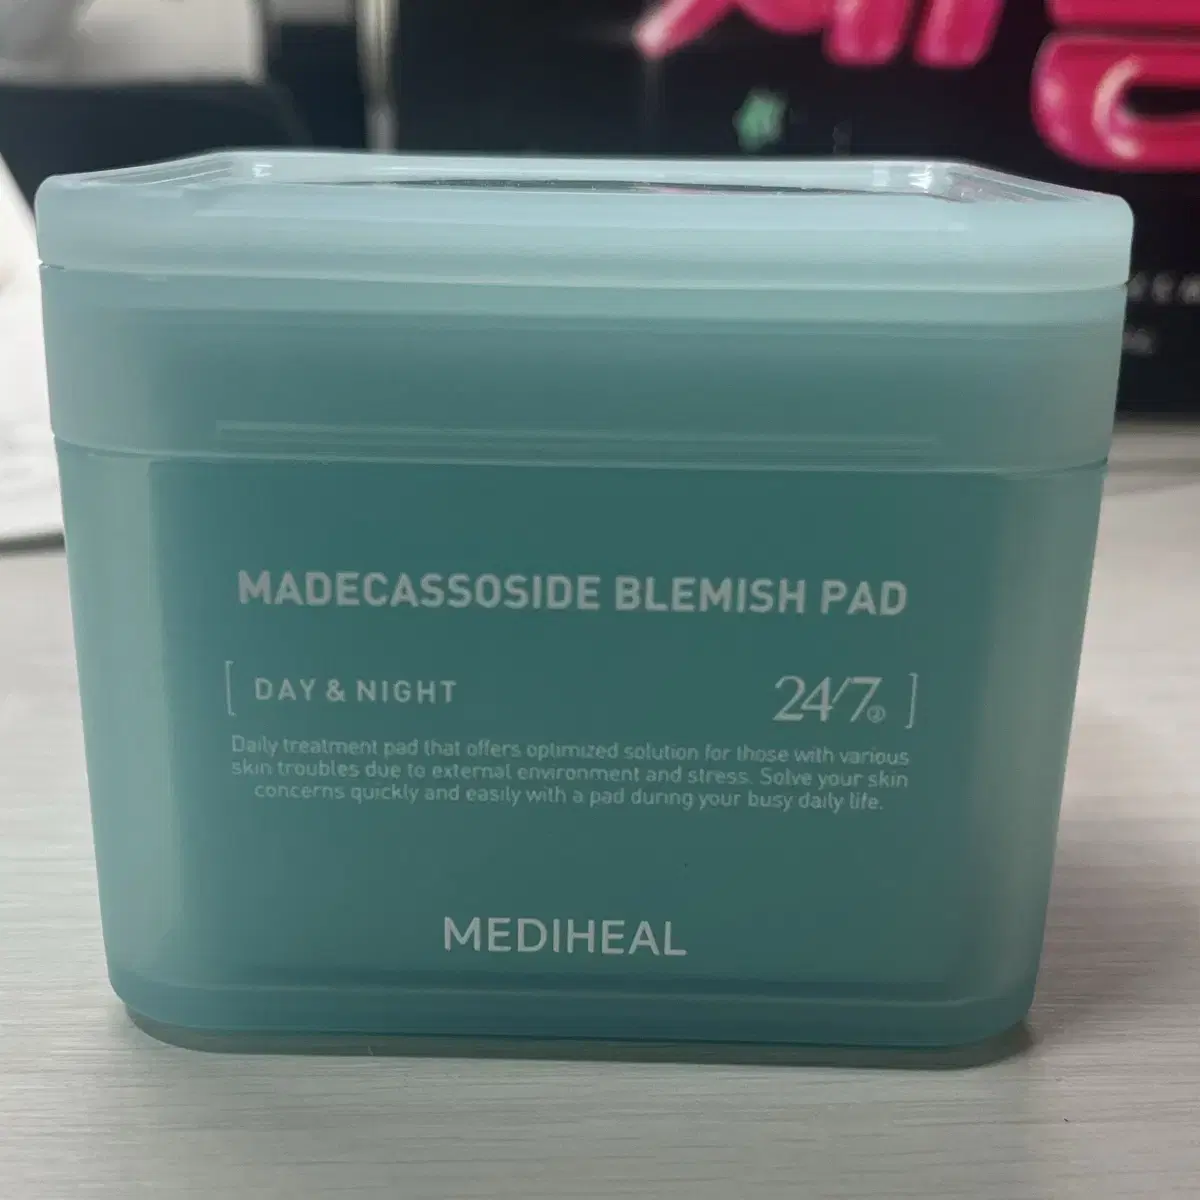 MADECASSOSIDE BLEMISH PAD
[ DAY & NIGHT 24/7 ]
Daily treatment pad that offers optimized solution for those with various
skin troubles due to external environment and stress. Solve your skin
concerns quickly and easily with a pad during your busy daily life.
MEDIHEAL